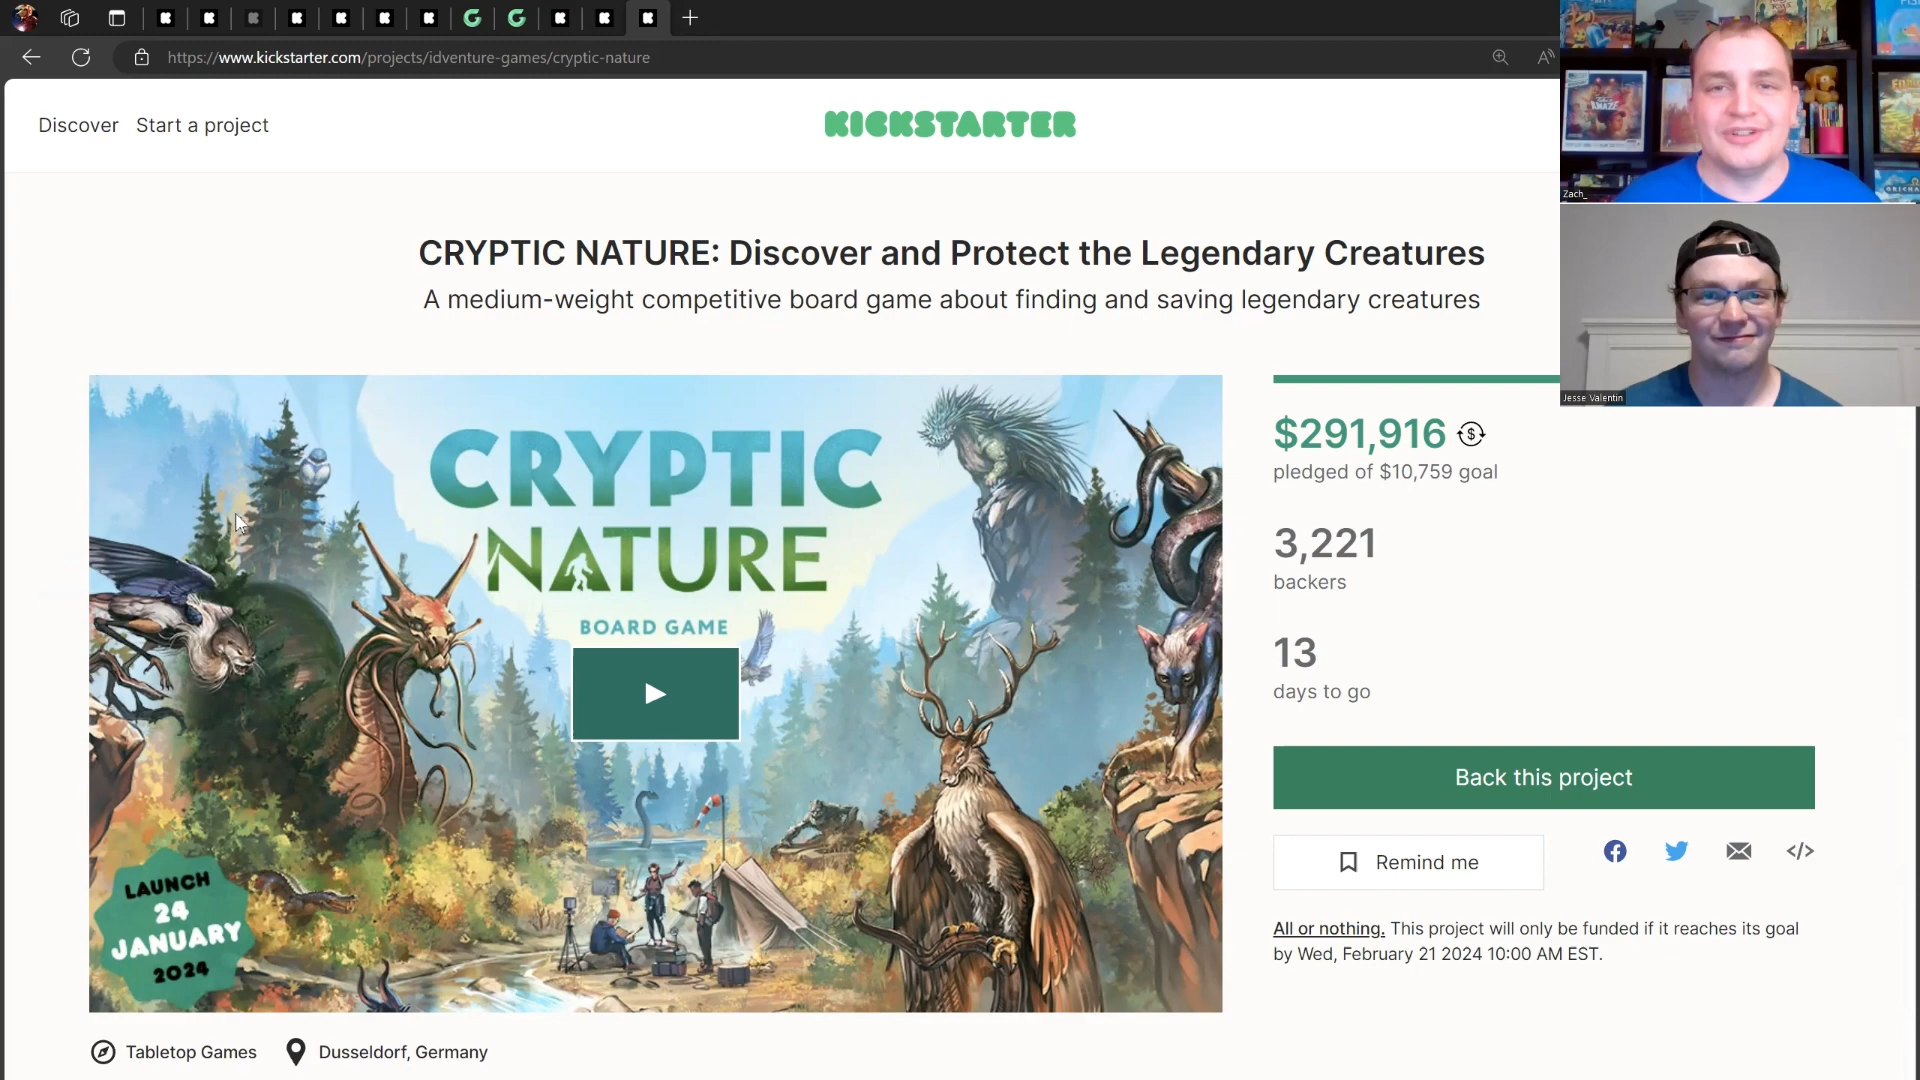 https://www.kickstarter.com/projects/idventure-games/cryptic-nature
Discover Start a project
KICKSTARTER
Zach_
Jesse Valentin
CRYPTIC NATURE: Discover and Protect the Legendary Creatures
A medium-weight competitive board game about finding and saving legendary creatures
CRYPTIC
NATURE
BOARD GAME
LAUNCH
24
JANUARY
2024
$291,916
pledged of $10,759 goal
3,221
backers
13
days to go
Back this project
Remind me
All or nothing. This project will only be funded if it reaches its goal
by Wed, February 21 2024 10:00 AM EST.
Tabletop Games Dusseldorf, Germany